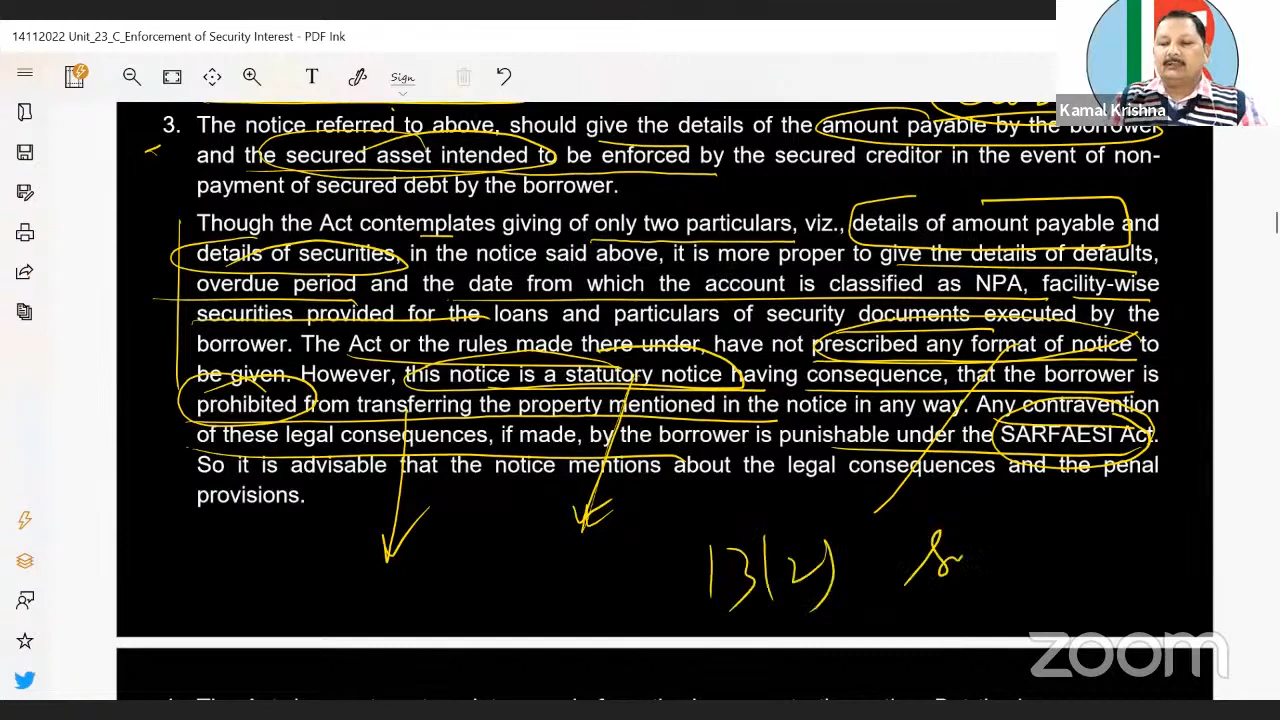 14112022 Unit_23_C_Enforcement of Security Interest - PDF Ink
T
Sign
Kamal Krishna
3. The notice referred to above, should give the details of the amount payable by the borrower
and the secured asset intended to be enforced by the secured creditor in the event of non-
payment of secured debt by the borrower.
Though the Act contemplates giving of only two particulars, viz., details of amount payable and
details of securities, in the notice said above, it is more proper to give the details of defaults,
overdue period and the date from which the account is classified as NPA, facility-wise
securities provided for the loans and particulars of security documents executed by the
borrower. The Act or the rules made there under, have not prescribed any format of notice to
be given. However, this notice is a statutory notice having consequence, that the borrower is
prohibited from transferring the property mentioned in the notice in any way. Any contravention
of these legal consequences, if made, by the borrower is punishable under the SARFAESI Act.
So it is advisable that the notice mentions about the legal consequences and the penal
provisions.
13(2)
zoom